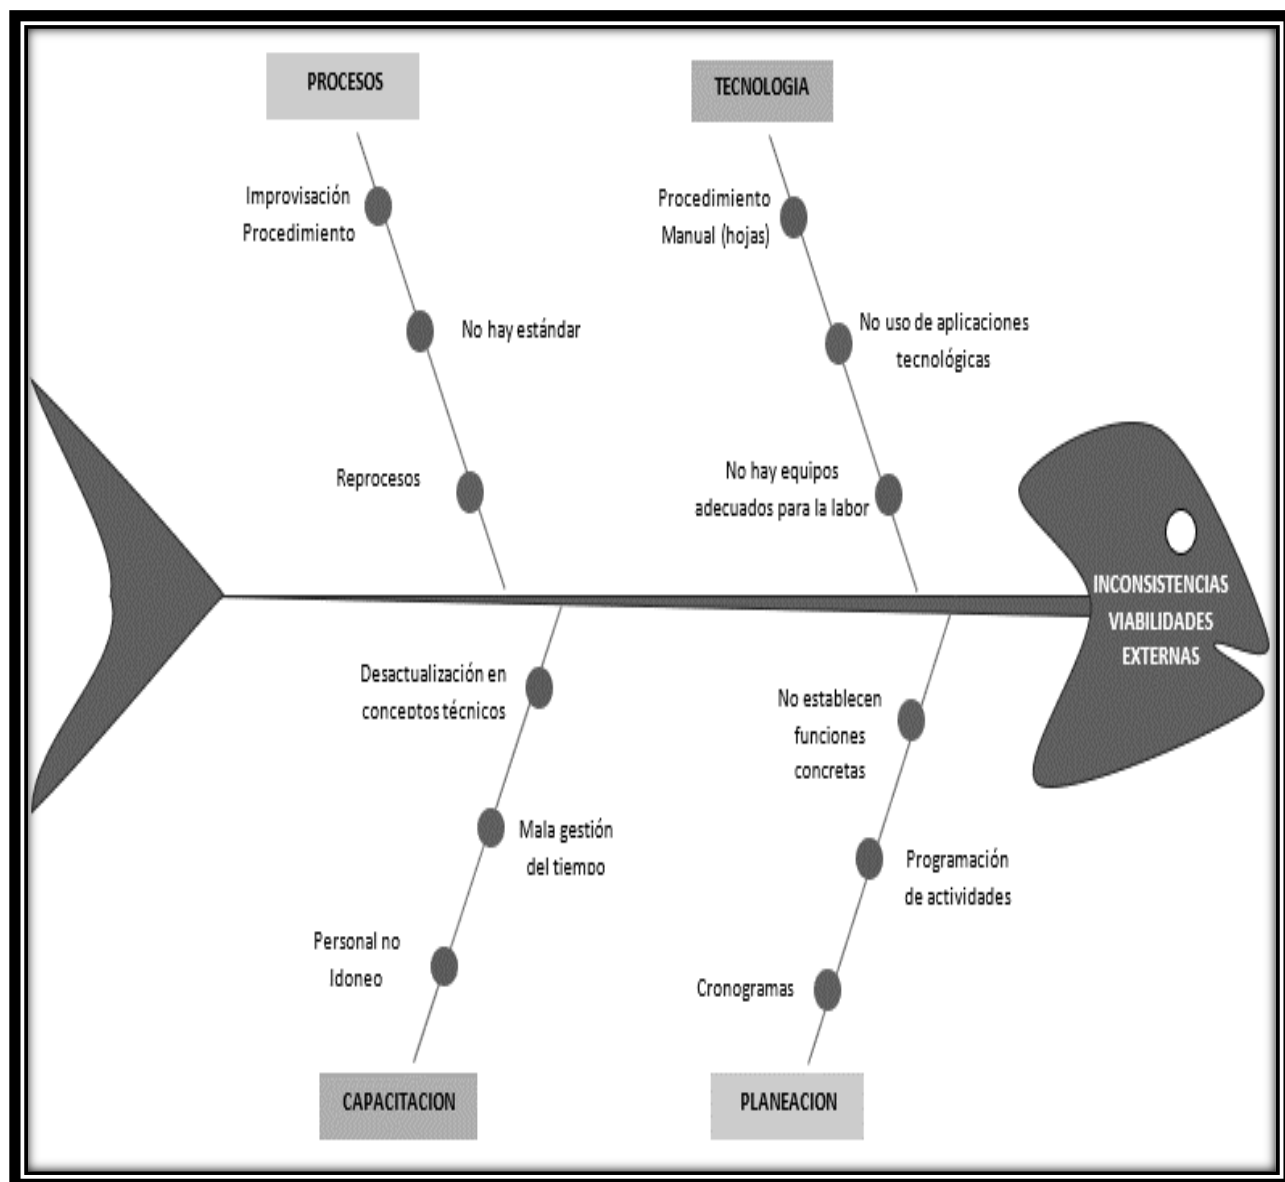 PROCESOS
TECNOLOGIA
Improvisación
Procedimiento
No hay estándar
Reprocesos
Procedimiento
Manual (hojas)
No uso de aplicaciones
tecnológicas
No hay equipos
adecuados para la labor
INCONSISTENCIAS
VIABILIDADES
EXTERNAS
Desactualización en
conceptos técnicos
Mala gestión
del tiempo
Personal no
Idoneo
No establecen
funciones
concretas
Programación
de actividades
Cronogramas
CAPACITACION
PLANEACION